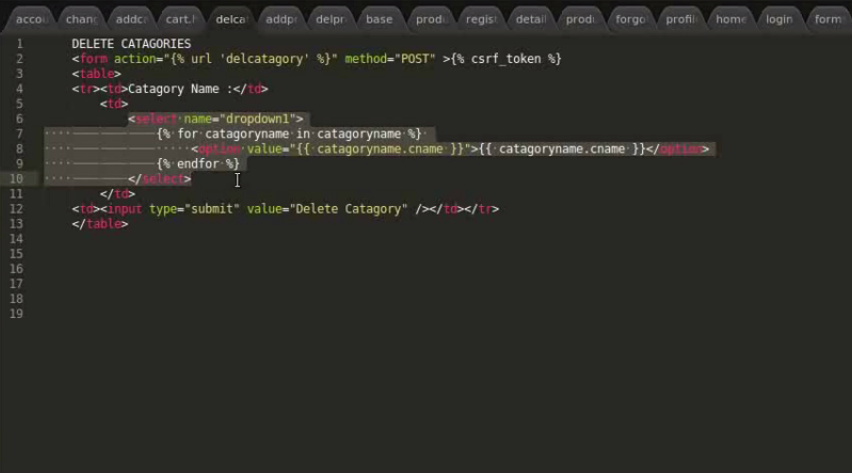 accou chang addca cart.h delca addpr delpr base produ regist detail produ forgo profil home login form
1 DELETE CATAGORIES
2 <form action="{% url 'delcatagory' %}" method="POST" >{% csrf_token %}
3 <table>
4 <tr><td>Catagory Name :</td>
5 <td>
6 <select name="dropdown1">
7 {% for catagoryname in catagoryname %}
8 <option value="{{ catagoryname.cname }}">{{ catagoryname.cname }}</option>
9 {% endfor %}
10 </select>
11 </td>
12 <td><input type="submit" value="Delete Catagory" /></td></tr>
13 </table>
14
15
16
17
18
19